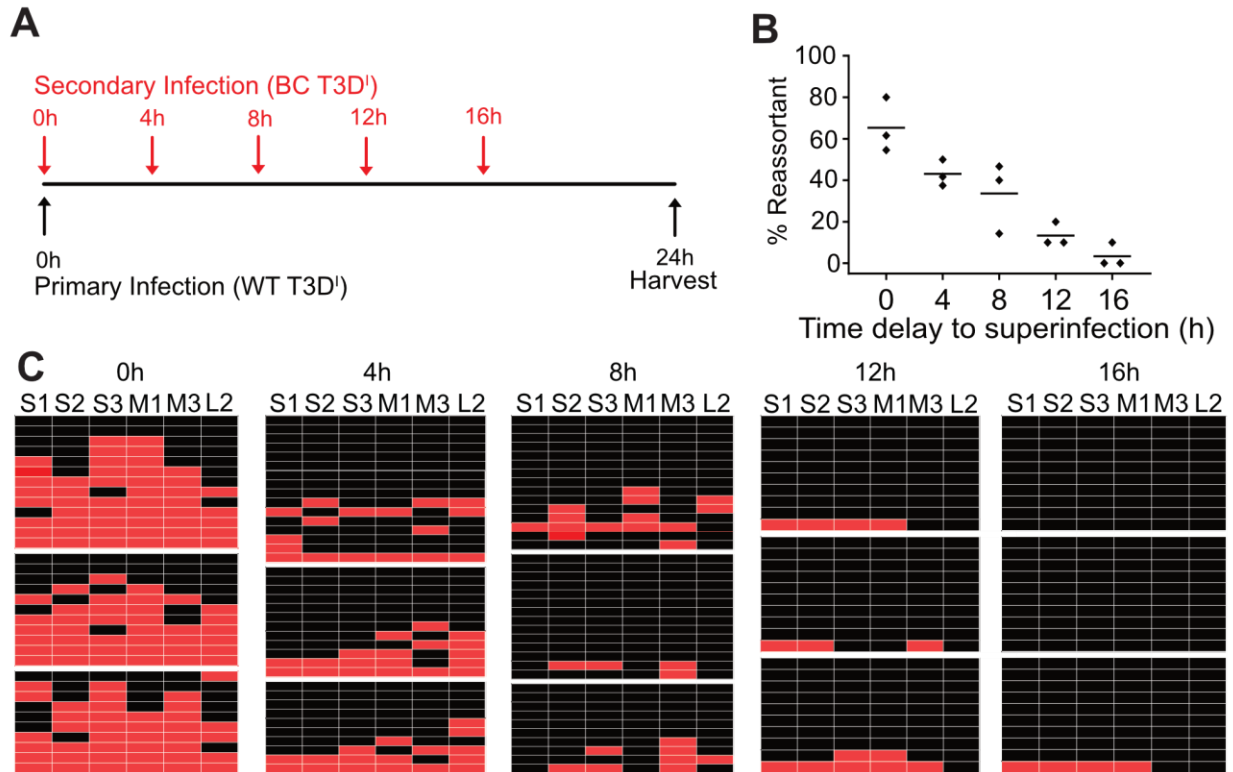 A
Secondary Infection (BC T3Dᴵ)
0h 4h 8h 12h 16h
0h
Primary Infection (WT T3Dᴵ)
24h
Harvest
B
% Reassortant
100
80
60
40
20
0
0 4 8 12 16
Time delay to superinfection (h)
C
0h 4h 8h 12h 16h
S1 S2 S3 M1 M3 L2 S1 S2 S3 M1 M3 L2 S1 S2 S3 M1 M3 L2 S1 S2 S3 M1 M3 L2 S1 S2 S3 M1 M3 L2